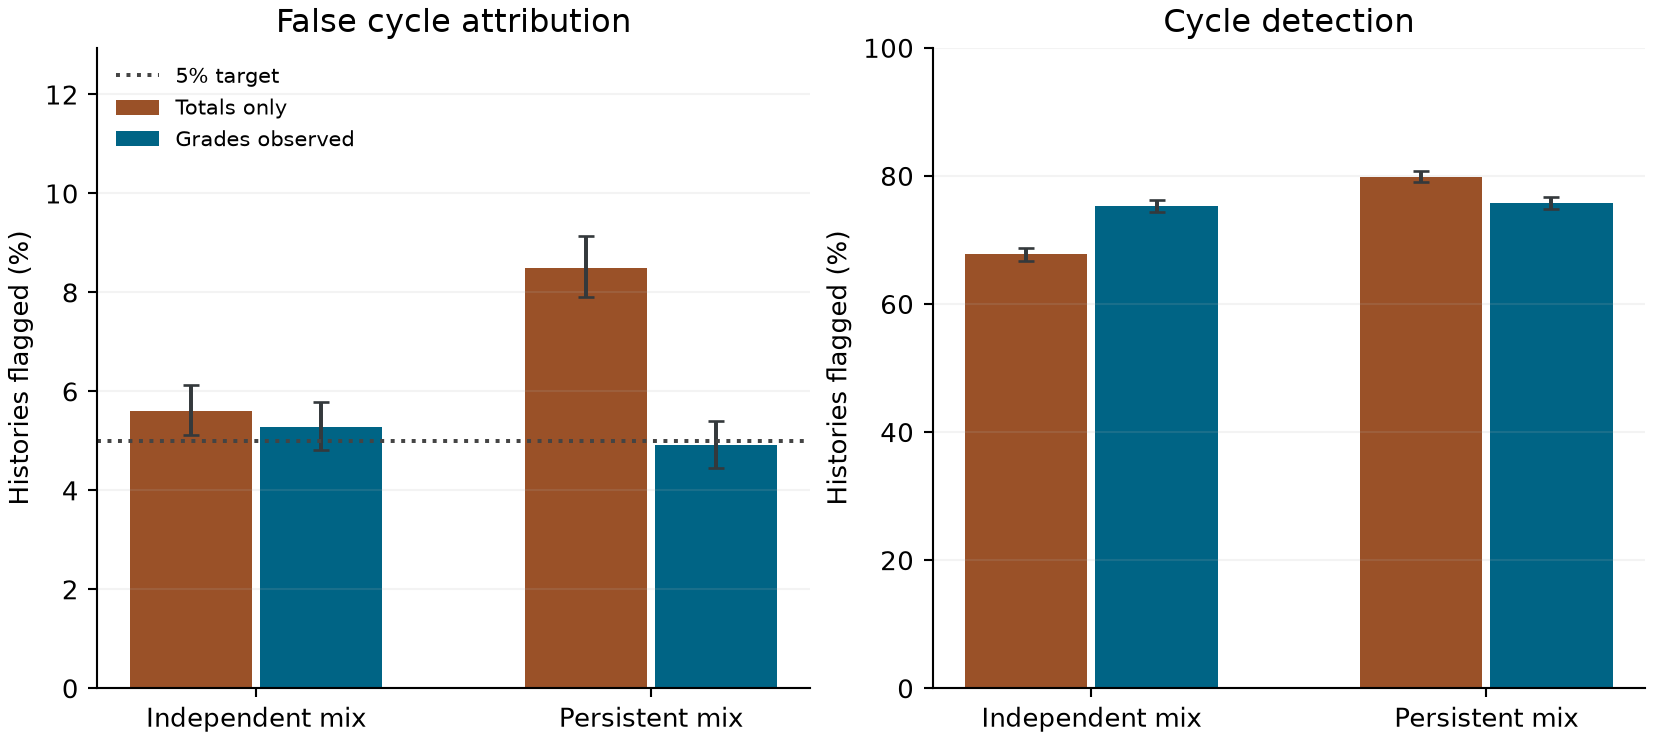 False cycle attribution
Histories flagged (%)
12
10
8
6
4
2
0
5% target
Totals only
Grades observed
Independent mix
Persistent mix
Cycle detection
Histories flagged (%)
100
80
60
40
20
0
Independent mix
Persistent mix